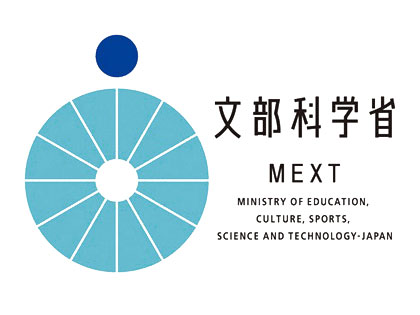 文部科学省
MEXT
MINISTRY OF EDUCATION,
CULTURE, SPORTS,
SCIENCE AND TECHNOLOGY-JAPAN